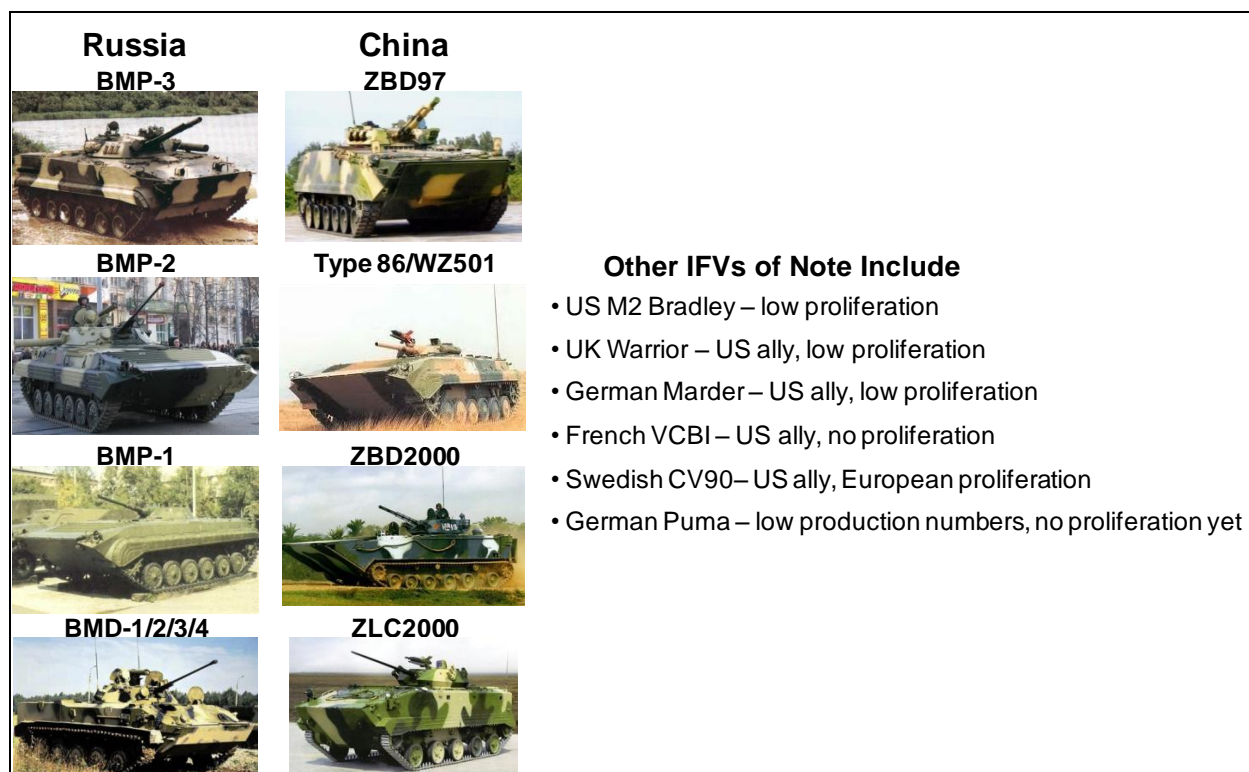 Russia
China
BMP-3
ZBD97
BMP-2
Type 86/WZ501
BMP-1
ZBD2000
BMD-1/2/3/4
ZLC2000
Other IFVs of Note Include
• US M2 Bradley – low proliferation
• UK Warrior – US ally, low proliferation
• German Marder – US ally, low proliferation
• French VCBI – US ally, no proliferation
• Swedish CV90– US ally, European proliferation
• German Puma – low production numbers, no proliferation yet